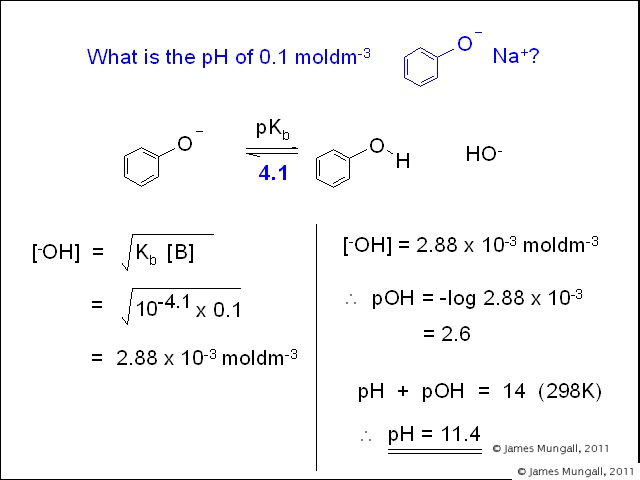 What is the pH of 0.1 moldm⁻³ O⁻ Na⁺?
O⁻ pKb O H HO⁻
4.1
[⁻OH] = √Kb [B]
= √10⁻⁴·¹ x 0.1
= 2.88 x 10⁻³ moldm⁻³
[⁻OH] = 2.88 x 10⁻³ moldm⁻³
∴ pOH = -log 2.88 x 10⁻³
= 2.6
pH + pOH = 14 (298K)
∴ pH = 11.4
© James Mungall, 2011
© James Mungall, 2011